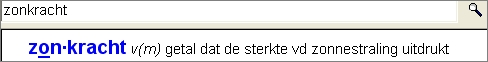 zonkracht
zon·kracht v(m) getal dat de sterkte vd zonnestraling uitdrukt